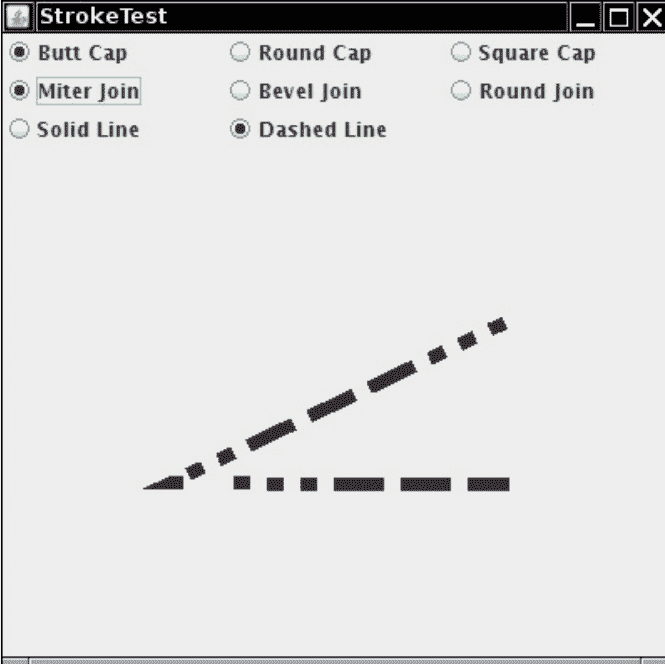 StrokeTest
Butt Cap Round Cap Square Cap
Miter Join Bevel Join Round Join
Solid Line Dashed Line